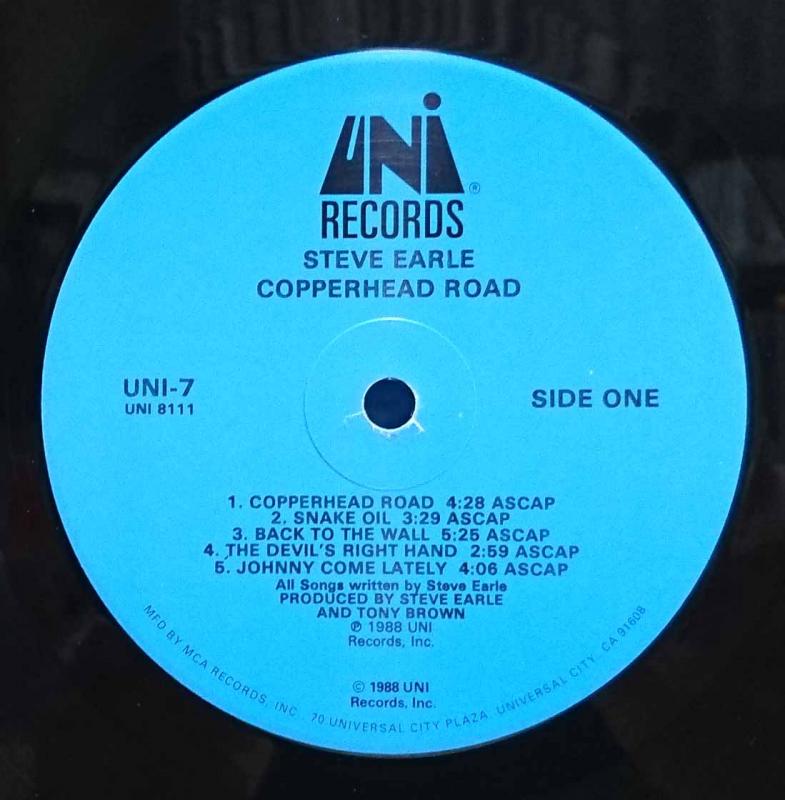 UNI®
RECORDS
STEVE EARLE
COPPERHEAD ROAD
UNI-7
UNI 8111
SIDE ONE
1. COPPERHEAD ROAD 4:28 ASCAP
2. SNAKE OIL 3:29 ASCAP
3. BACK TO THE WALL 5:25 ASCAP
4. THE DEVIL'S RIGHT HAND 2:59 ASCAP
5. JOHNNY COME LATELY 4:06 ASCAP
All Songs written by Steve Earle
PRODUCED BY STEVE EARLE
AND TONY BROWN
℗ 1988 UNI
Records, Inc.
© 1988 UNI
Records, Inc.
MFD BY MCA RECORDS, INC. 70 UNIVERSAL CITY PLAZA, UNIVERSAL CITY, CA 91608